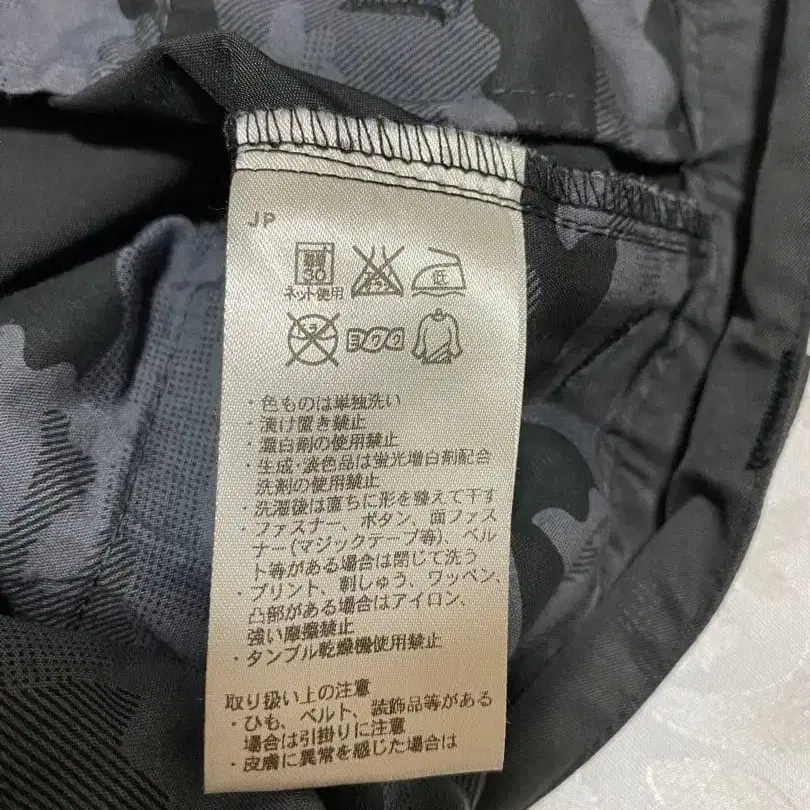 JP
30
ネット使用
低
ヨワク
・色ものは単独洗い
・漬け置き禁止
・漂白剤の使用禁止
・生成・淡色品は蛍光増白剤配合
洗剤の使用禁止
・洗濯後は直ちに形を整えて干す
・ファスナー、ボタン、面ファス
ナー(マジックテープ等)、ベル
ト等がある場合は閉じて洗う
・プリント、刺しゅう、ワッペン、
凸部がある場合はアイロン、
強い摩擦禁止
・タンブル乾燥機使用禁止
取り扱い上の注意
・ひも、ベルト、装飾品等がある
場合は引掛りに注意
・皮膚に異常を感じた場合は